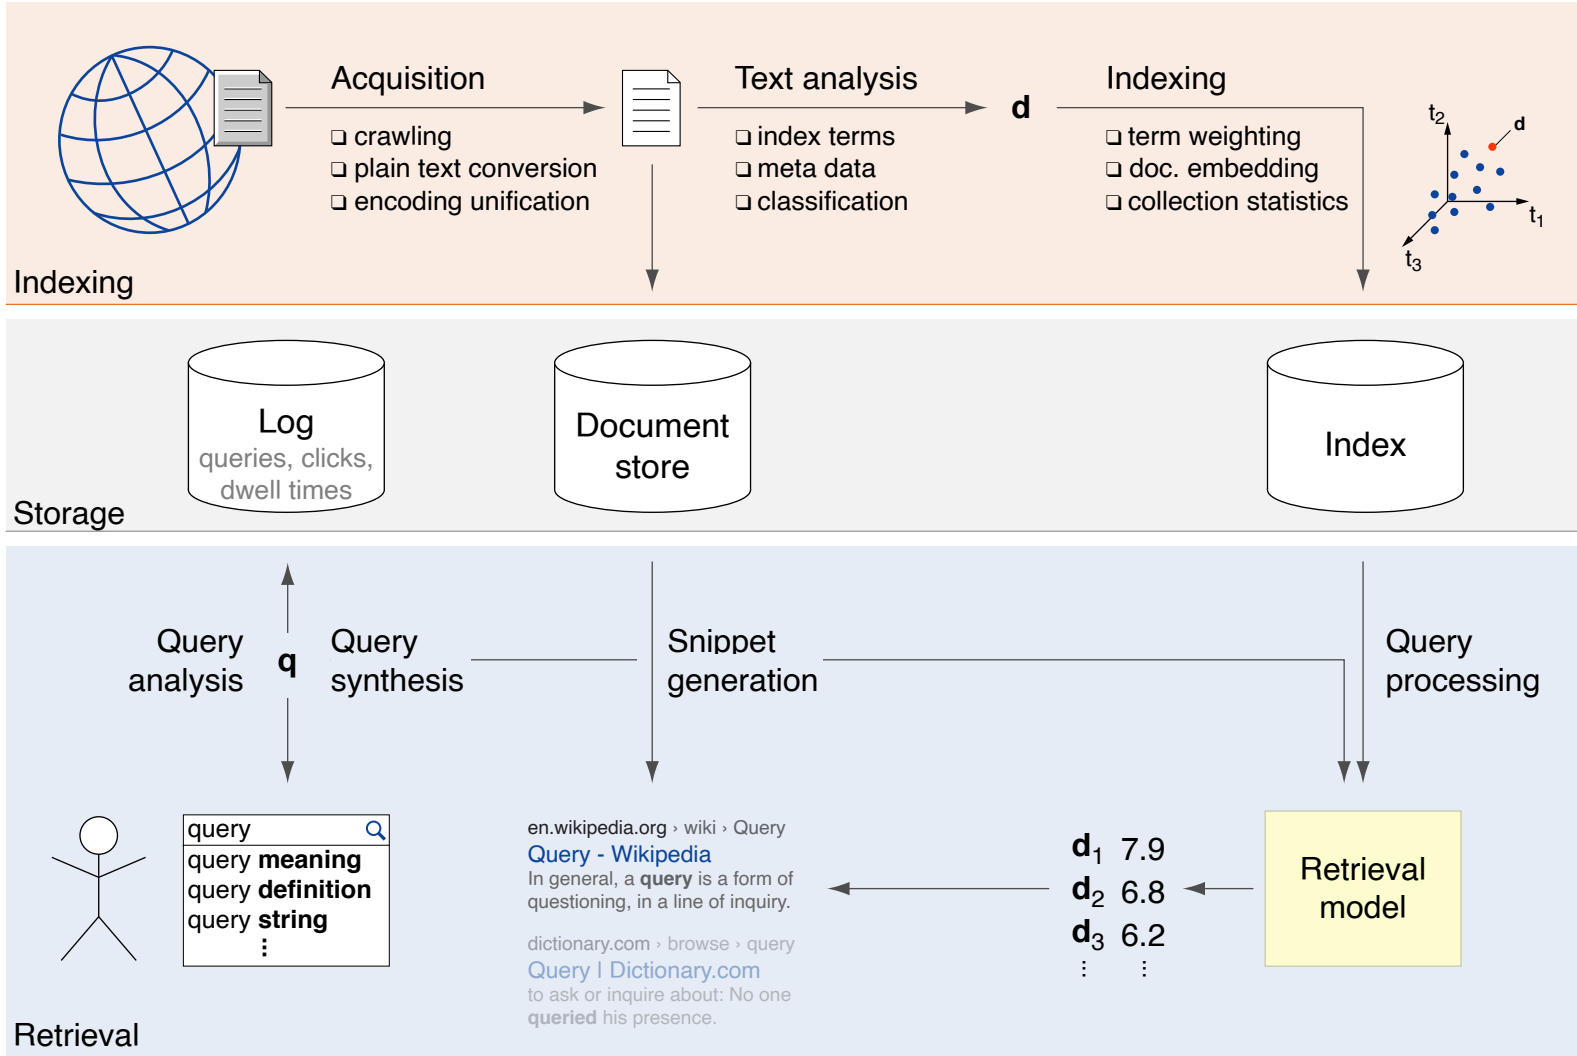 Acquisition
❏ crawling
❏ plain text conversion
❏ encoding unification
Text analysis
❏ index terms
❏ meta data
❏ classification
d
Indexing
❏ term weighting
❏ doc. embedding
❏ collection statistics
t2
d
t1
t3
Indexing
Log
queries, clicks,
dwell times
Document
store
Index
Storage
Query
analysis
q
Query
synthesis
Snippet
generation
Query
processing
query
query meaning
query definition
query string
⋮
en.wikipedia.org › wiki › Query
Query - Wikipedia
In general, a query is a form of
questioning, in a line of inquiry.
dictionary.com › browse › query
Query | Dictionary.com
to ask or inquire about: No one
queried his presence.
d1 7.9
d2 6.8
d3 6.2
⋮ ⋮
Retrieval
model
Retrieval